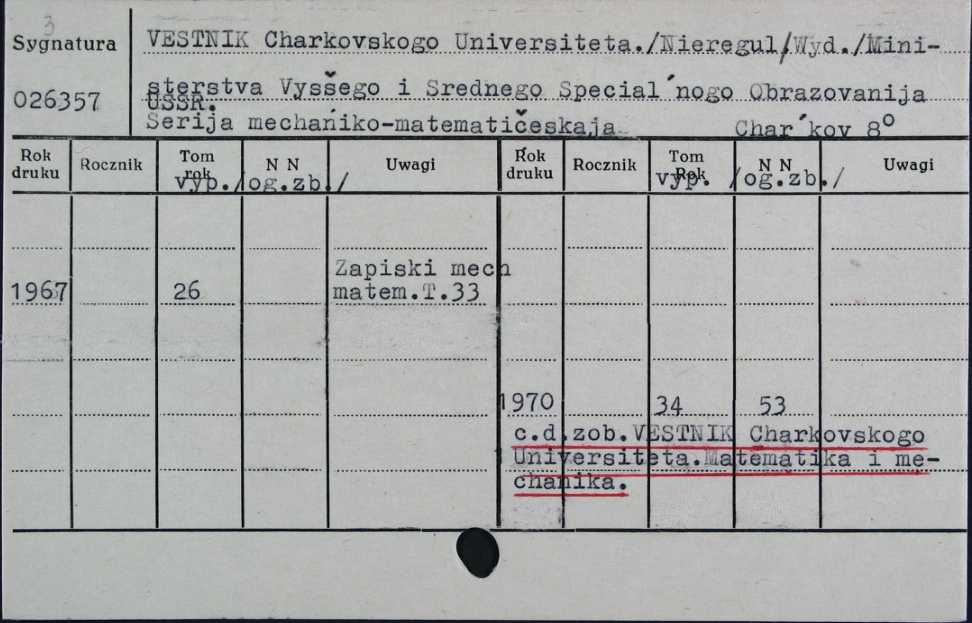 3
Sygnatura
VESTNIK Charkovskogo Universiteta./Nieregul/Wyd./Mini-
sterstva Vysšego i Srednego Special´nogo Obrazovanija
026357
USSR.
Serija mechaniko-matematičeskaja Char´kov 8°
Rok druku Rocznik Tom rok N N Uwagi Rok druku Rocznik Tom Rok N N Uwagi
vyp./og.zb./ vyp. /og.zb./
Zapiski mech
1967 26 matem.T.33
1970 34 53
c.d.zob.VESTNIK Charkovskogo
Universiteta.Matematika i me-
chanika.